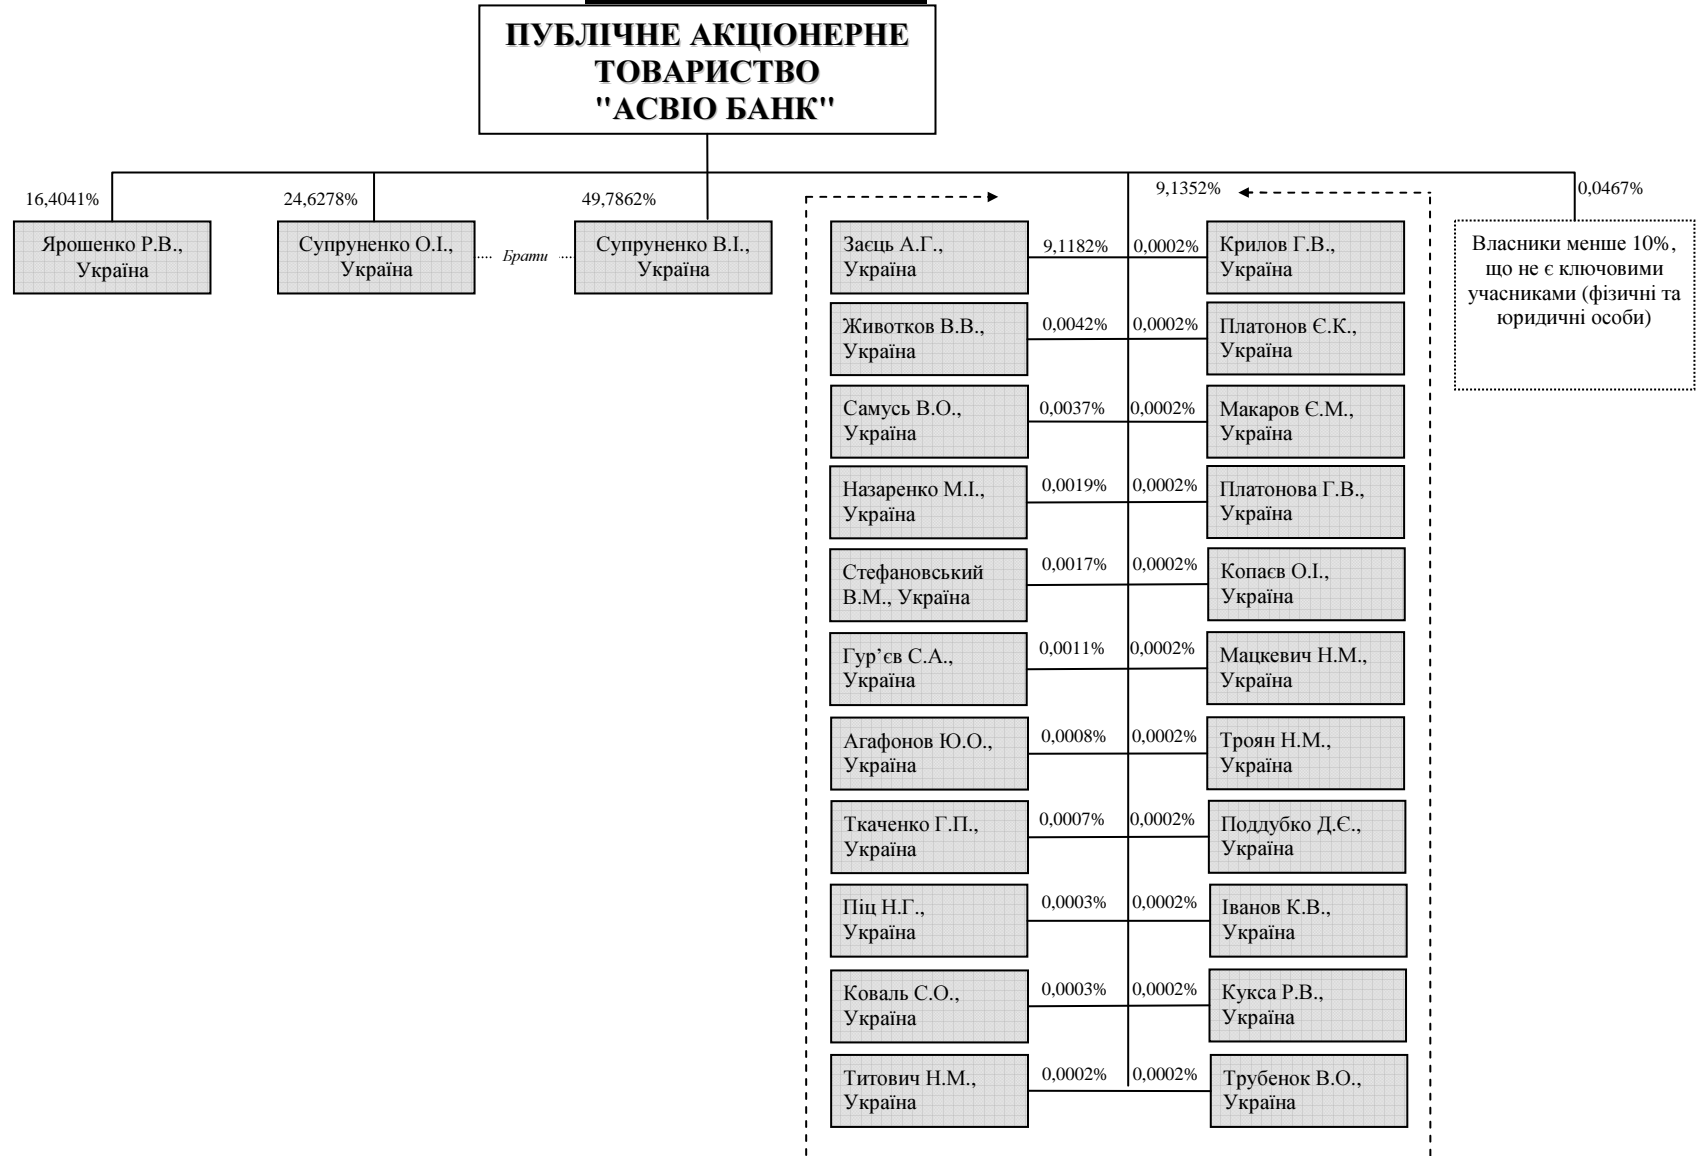 ПУБЛІЧНЕ АКЦІОНЕРНЕ
ТОВАРИСТВО
"АСВІО БАНК"
16,4041%
24,6278%
49,7862%
9,1352%
0,0467%
Ярошенко Р.В.,
Україна
Супруненко О.І.,
Україна
Брати
Супруненко В.І.,
Україна
Заєць А.Г.,
Україна
9,1182%
0,0002%
Крилов Г.В.,
Україна
Власники менше 10%,
що не є ключовими
учасниками (фізичні та
юридичні особи)
Животков В.В.,
Україна
0,0042%
0,0002%
Платонов Є.К.,
Україна
Самусь В.О.,
Україна
0,0037%
0,0002%
Макаров Є.М.,
Україна
Назаренко М.І.,
Україна
0,0019%
0,0002%
Платонова Г.В.,
Україна
Стефановський
В.М., Україна
0,0017%
0,0002%
Копаєв О.І.,
Україна
Гур’єв С.А.,
Україна
0,0011%
0,0002%
Мацкевич Н.М.,
Україна
Агафонов Ю.О.,
Україна
0,0008%
0,0002%
Троян Н.М.,
Україна
Ткаченко Г.П.,
Україна
0,0007%
0,0002%
Поддубко Д.Є.,
Україна
Піц Н.Г.,
Україна
0,0003%
0,0002%
Іванов К.В.,
Україна
Коваль С.О.,
Україна
0,0003%
0,0002%
Кукса Р.В.,
Україна
Титович Н.М.,
Україна
0,0002%
0,0002%
Трубенок В.О.,
Україна